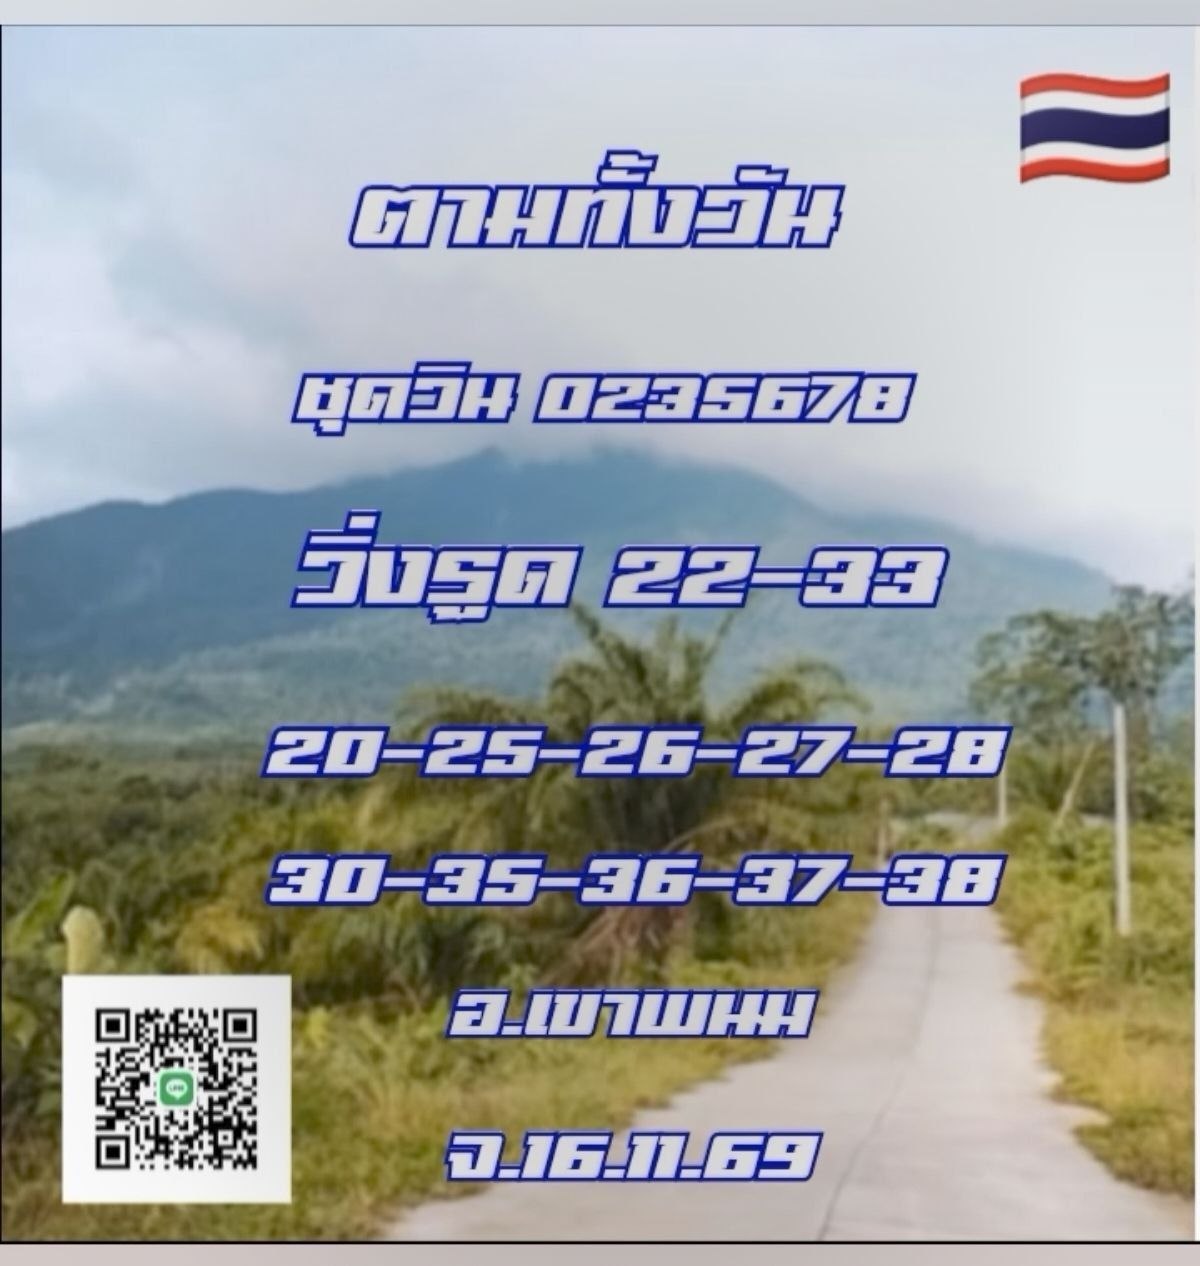 ตามทั้งวัน
ชุดวิน 0235678
วิ่งรูด 22-33
20-25-26-27-28
30-35-36-37-38
อ.เขาพนม
จ.16.11.69